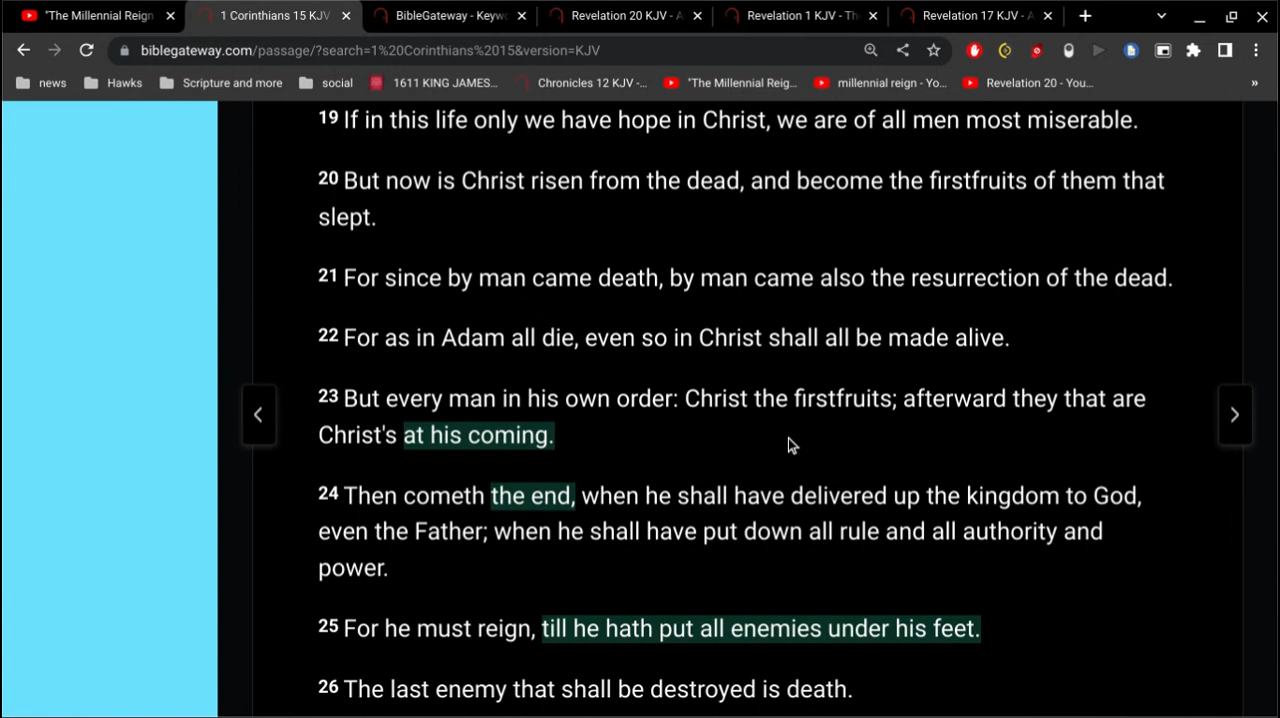 "The Millennial Reign
1 Corinthians 15 KJV
BibleGateway - Keywo
Revelation 20 KJV - A
Revelation 1 KJV - Th
Revelation 17 KJV - A
biblegateway.com/passage/?search=1%20Corinthians%2015&version=KJV
news
Hawks
Scripture and more
social
1611 KING JAMES...
Chronicles 12 KJV -...
"The Millennial Reig...
millennial reign - Yo...
Revelation 20 - You...
»
19 If in this life only we have hope in Christ, we are of all men most miserable.
20 But now is Christ risen from the dead, and become the firstfruits of them that
slept.
21 For since by man came death, by man came also the resurrection of the dead.
22 For as in Adam all die, even so in Christ shall all be made alive.
23 But every man in his own order: Christ the firstfruits; afterward they that are
Christ's at his coming.
24 Then cometh the end, when he shall have delivered up the kingdom to God,
even the Father; when he shall have put down all rule and all authority and
power.
25 For he must reign, till he hath put all enemies under his feet.
26 The last enemy that shall be destroyed is death.